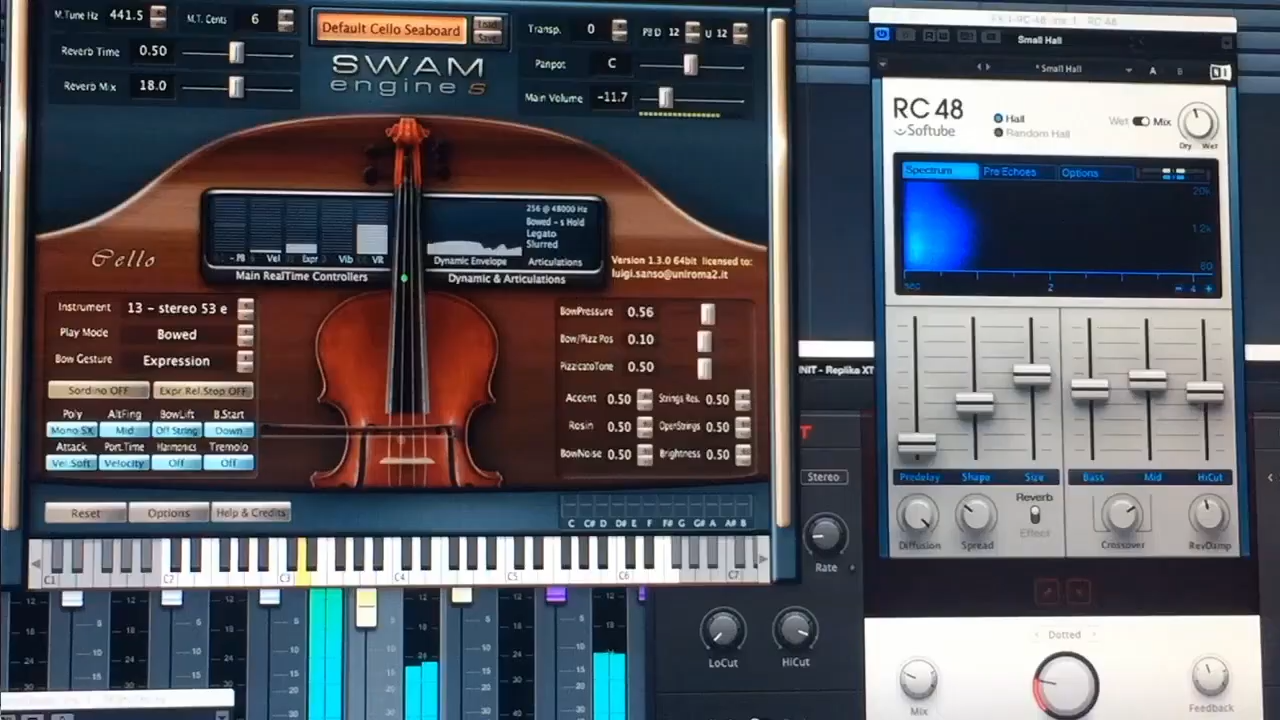 M.Tune Hz 441.5 M.T. Cents 6
Default Cello Seaboard
Load
Save
Transp. 0 PB D 12 U 12
Reverb Time 0.50
SWAM
engine s
Panpot C
Reverb Mix 18.0
Main Volume -11.7
Cello
PB Vel Expr Vib Vlt
Main RealTime Controllers
256 @ 48000 Hz
Bowed - s Hold
Legato
Slurred
Dynamic Envelope Articulations
Dynamic & Articulations
Version 1.3.0 64bit licensed to:
luigi.sanso@uniroma2.it
Instrument 13 - stereo 53 e
Play Mode Bowed
Bow Gesture Expression
Sordino OFF Expr.Rel.Stop OFF
Poly AltFing BowLift B.Start
Mono SX Mid Off String Down
Attack Port.Time Harmonics Tremolo
Vel.Soft Velocity Off Off
BowPressure 0.56
Bow/Pizz Pos 0.10
PizzicatoTone 0.50
Accent 0.50 Strings Res. 0.50
Rosin 0.50 OpenStrings 0.50
BowNoise 0.50 Brightness 0.50
Reset Options Help & Credits
C C# D D# E F F# G G# A A# B
C1 C2 C3 C4 C5 C6 C7
Small Hall
* Small Hall A B
RC 48
Softube
Hall
Random Hall
Wet Mix
Dry Wet
Spectrum Pre Echoes Options
20k
1.2k
60
sec 2 4
Predelay Shape Size Bass Mid HiCut
Reverb
Effect
Diffusion Spread Crossover RevDamp
INIT - Replika XT
T
Stereo
Rate
LoCut HiCut
Dotted
Mix Feedback